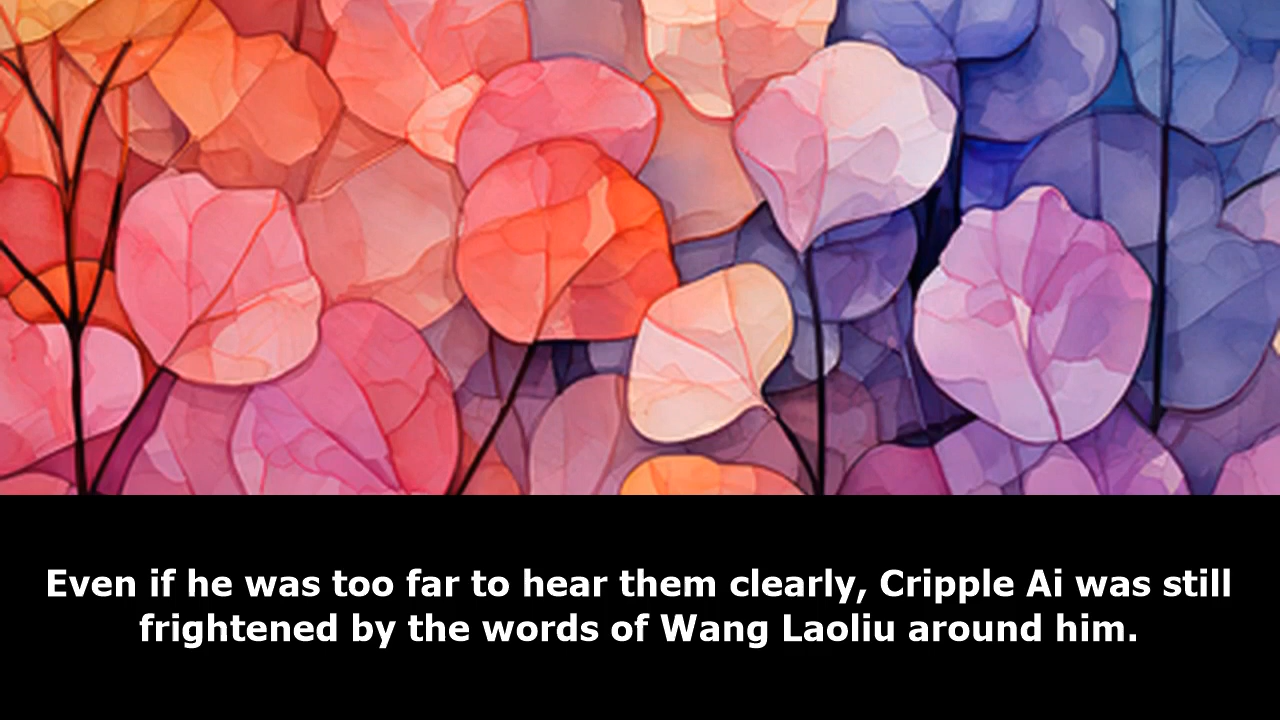 Even if he was too far to hear them clearly, Cripple Ai was still
frightened by the words of Wang Laoliu around him.